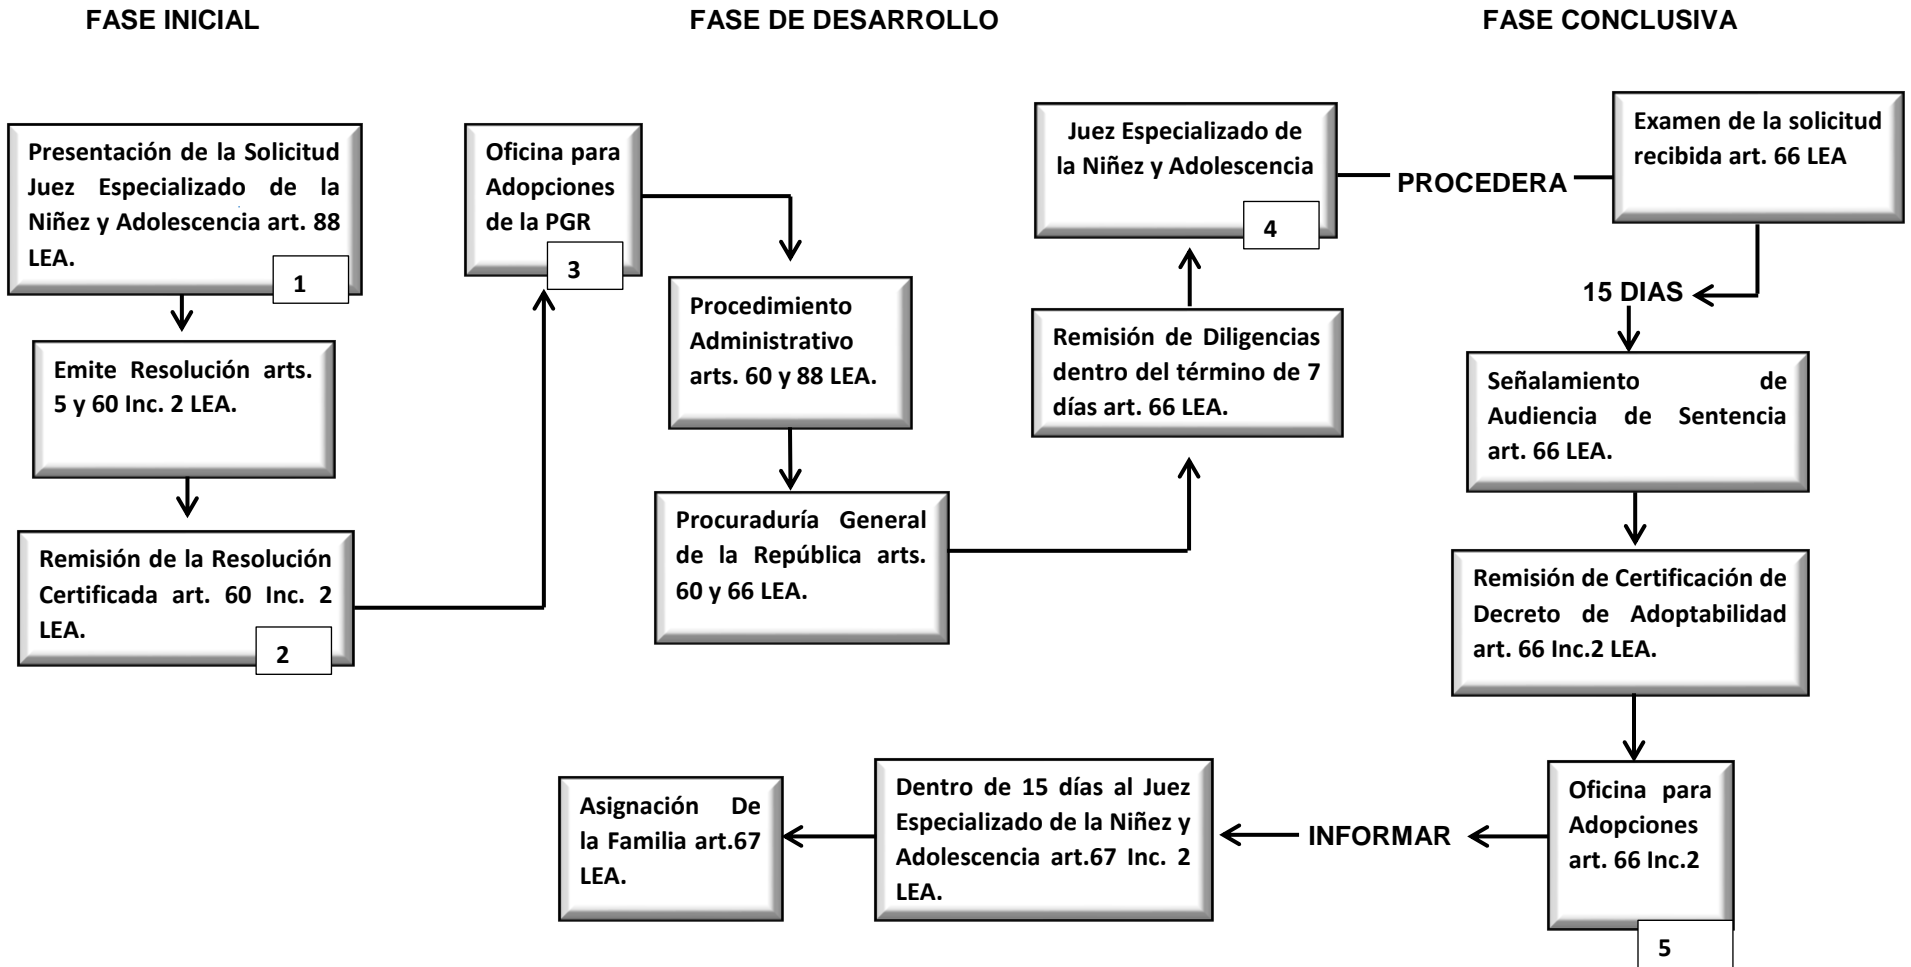 FASE INICIAL
FASE DE DESARROLLO
FASE CONCLUSIVA
Presentación de la Solicitud
Juez Especializado de la
Niñez y Adolescencia art. 88
LEA.
1
Emite Resolución arts.
5 y 60 Inc. 2 LEA.
Remisión de la Resolución
Certificada art. 60 Inc. 2
LEA.
2
Oficina para
Adopciones
de la PGR
3
Procedimiento
Administrativo
arts. 60 y 88 LEA.
Procuraduría General
de la República arts.
60 y 66 LEA.
Remisión de Diligencias
dentro del término de 7
días art. 66 LEA.
Juez Especializado de
la Niñez y Adolescencia
4
PROCEDERA
Examen de la solicitud
recibida art. 66 LEA
15 DIAS
Señalamiento de
Audiencia de Sentencia
art. 66 LEA.
Remisión de Certificación de
Decreto de Adoptabilidad
art. 66 Inc.2 LEA.
Oficina para
Adopciones
art. 66 Inc.2
5
INFORMAR
Dentro de 15 días al Juez
Especializado de la Niñez y
Adolescencia art.67 Inc. 2
LEA.
Asignación De
la Familia art.67
LEA.